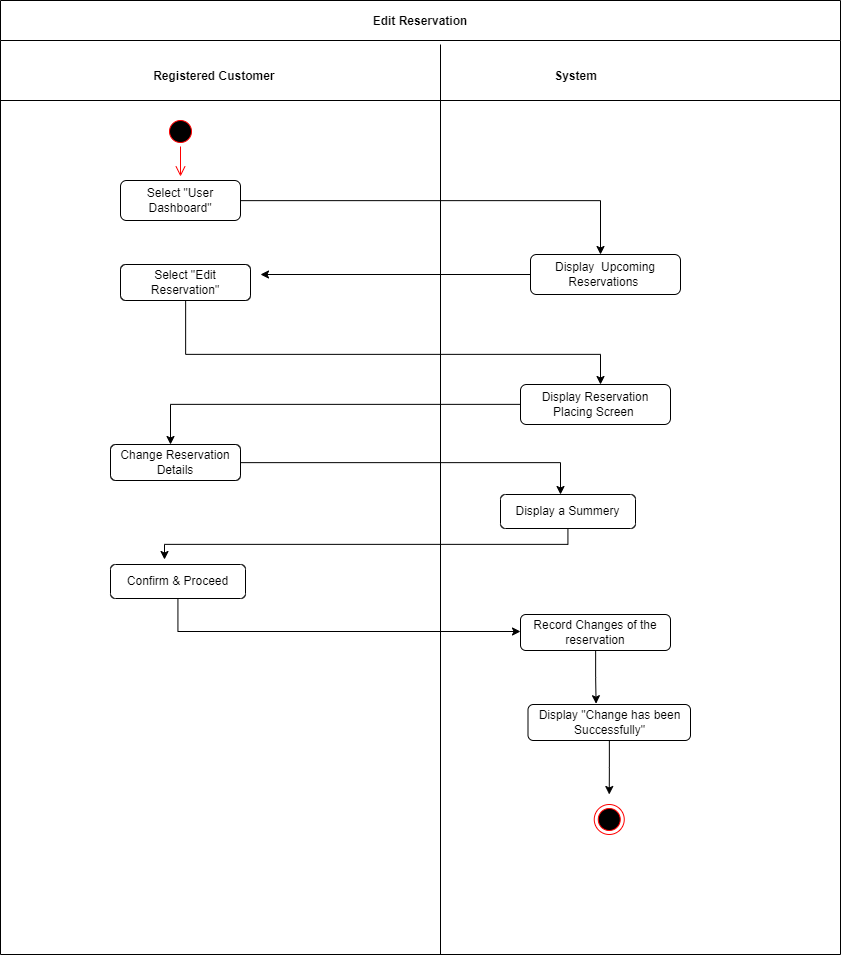 Edit Reservation
Registered Customer
System
Select "User
Dashboard"
Display  Upcoming
Reservations
Select "Edit
Reservation"
Display Reservation
Placing Screen
Change Reservation
Details
Display a Summery
Confirm & Proceed
Record Changes of the
reservation
Display "Change has been
Successfully"